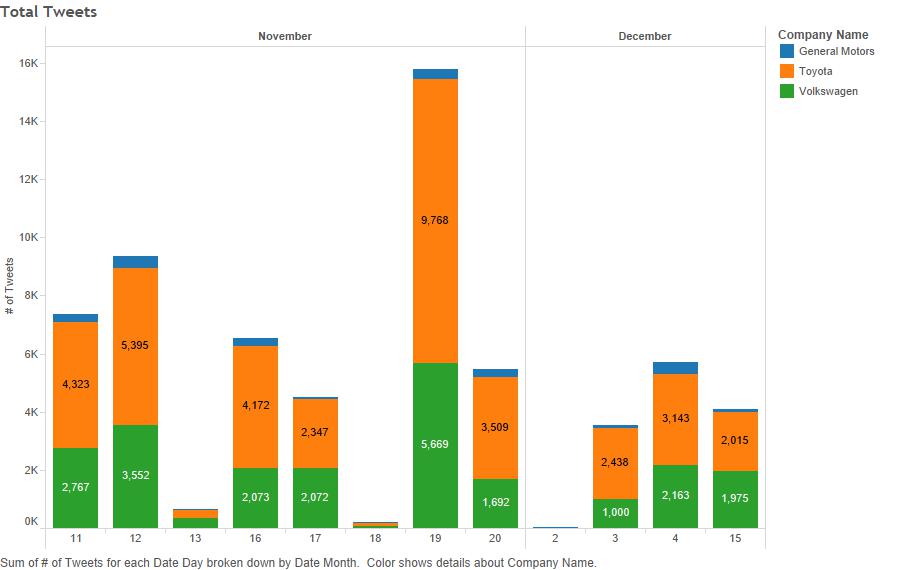 Total Tweets
November December
Company Name
General Motors
Toyota
Volkswagen
# of Tweets
16K
14K
12K
10K
8K
6K
4K
2K
0K
4,323
2,767
5,395
3,552
4,172
2,073
2,347
2,072
9,768
5,669
3,509
1,692
2,438
1,000
3,143
2,163
2,015
1,975
11 12 13 16 17 18 19 20 2 3 4 15
Sum of # of Tweets for each Date Day broken down by Date Month.  Color shows details about Company Name.